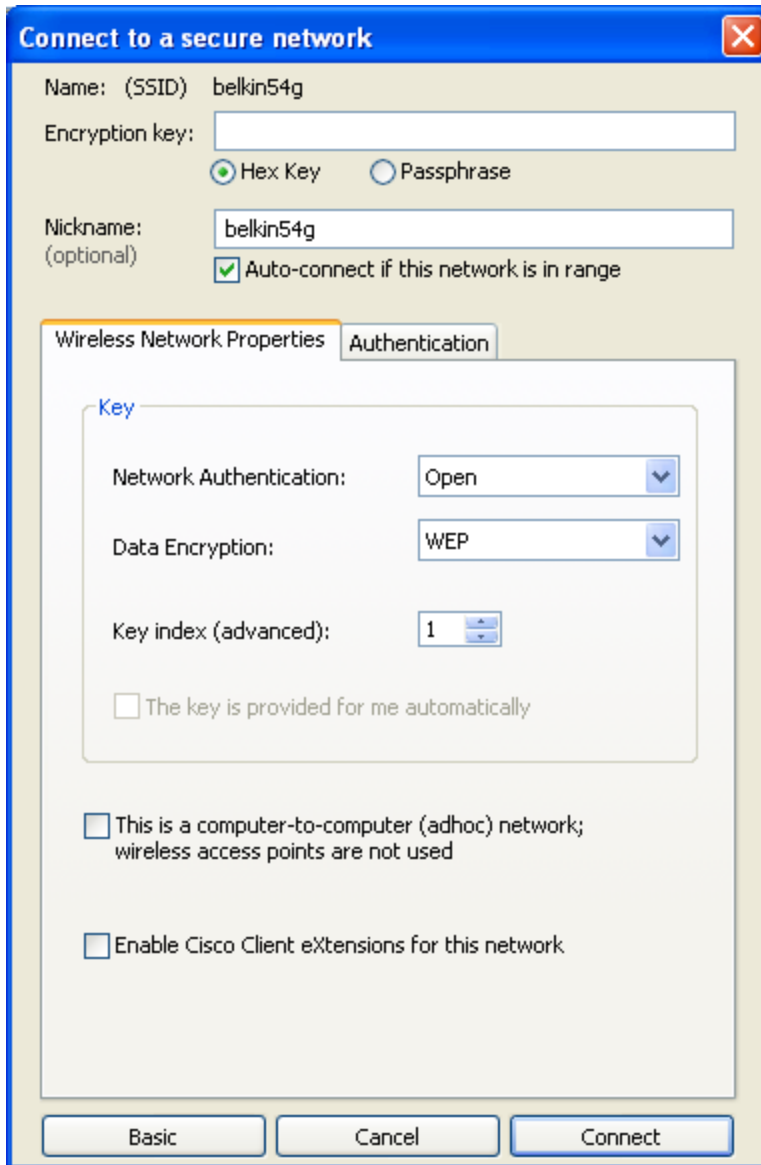 Connect to a secure network
Name: (SSID) belkin54g
Encryption key:
Hex Key Passphrase
Nickname: belkin54g
(optional)
Auto-connect if this network is in range
Wireless Network Properties Authentication
Key
Network Authentication: Open
Data Encryption: WEP
Key index (advanced): 1
The key is provided for me automatically
This is a computer-to-computer (adhoc) network;
wireless access points are not used
Enable Cisco Client eXtensions for this network
Basic Cancel Connect